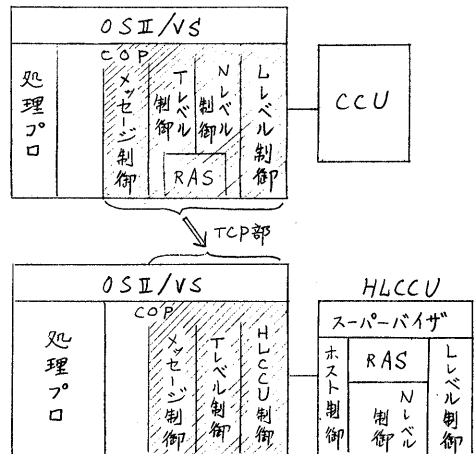 OSⅡ/VS
COP
処理プロ
メッセージ制御
Tレベル制御
Nレベル制御
Lレベル制御
RAS
CCU
TCP部
OSⅡ/VS
COP
処理プロ
メッセージ制御
Tレベル制御
HLCCU制御
HLCCU
スーパーバイザ
ホスト制御
RAS
Nレベル制御
Lレベル制御